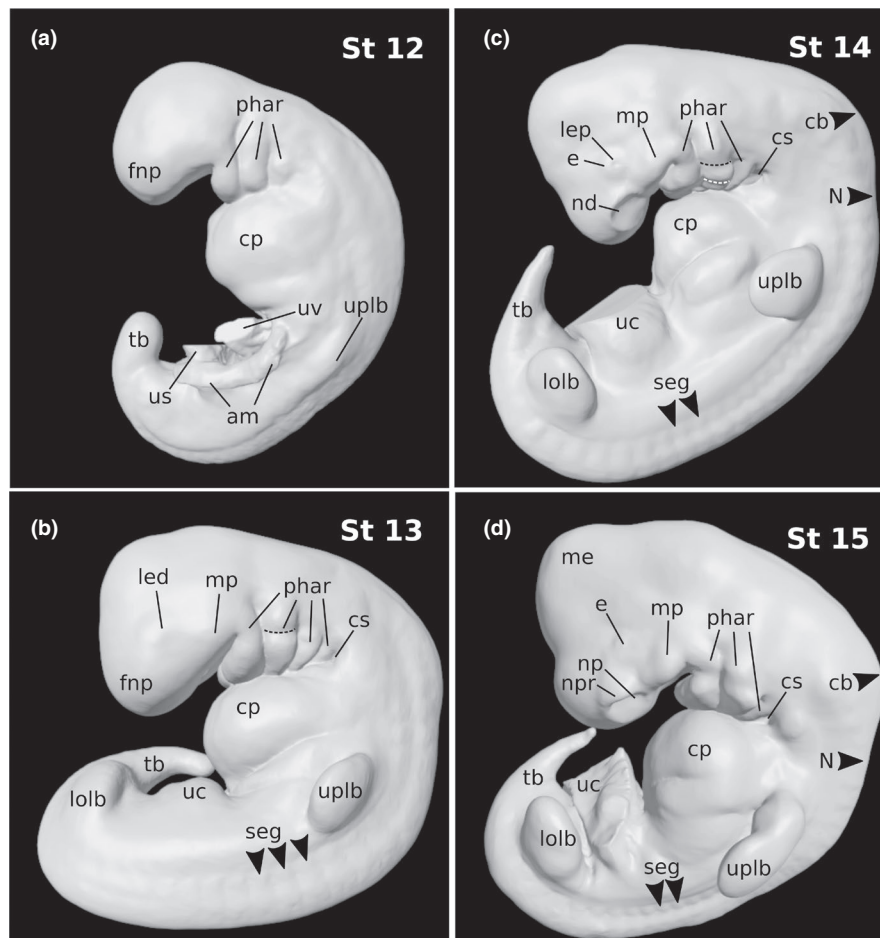 (a)
St 12
phar
fnp
cp
uv
uplb
tb
us
am
(c)
St 14
phar
mp
cb
lep
cs
e
nd
N
cp
uplb
tb
uc
lolb
seg
(b)
St 13
led
mp
phar
cs
fnp
cp
tb
lolb
uc
uplb
seg
(d)
St 15
me
e
mp
phar
np
npr
cs
cb
cp
N
tb
uc
lolb
seg
uplb